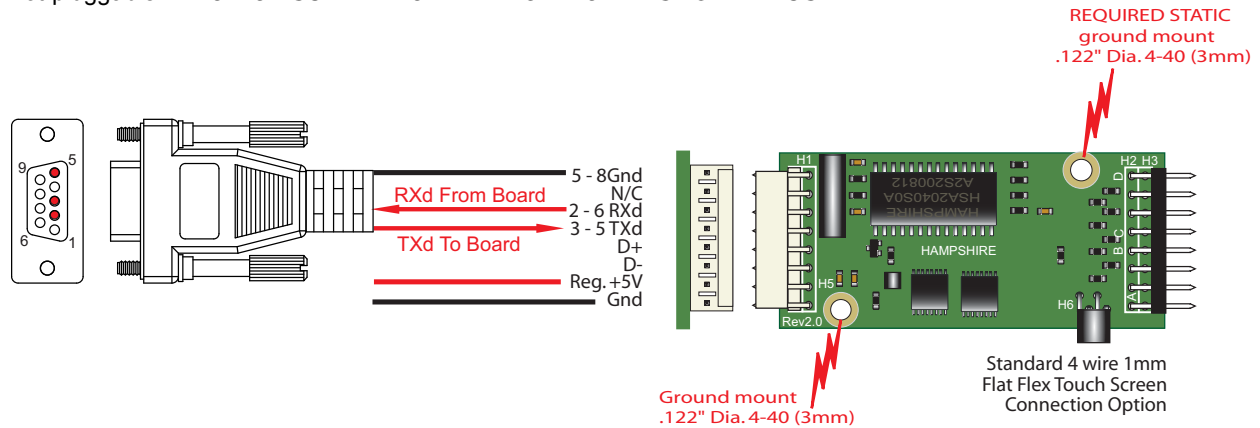 REQUIRED STATIC
ground mount
.122" Dia. 4-40 (3mm)
9
5
6
1
RXd From Board
TXd To Board
5 - 8Gnd
N/C
2 - 6 RXd
3 - 5 TXd
D+
D-
Reg. +5V
Gnd
H1
HAMPSHIRE
HSA2040S0A
A2S200812
HAMPSHIRE
H5
Rev2.0
H2 H3
D
C
B
A
H6
Ground mount
.122" Dia. 4-40 (3mm)
Standard 4 wire 1mm
Flat Flex Touch Screen
Connection Option